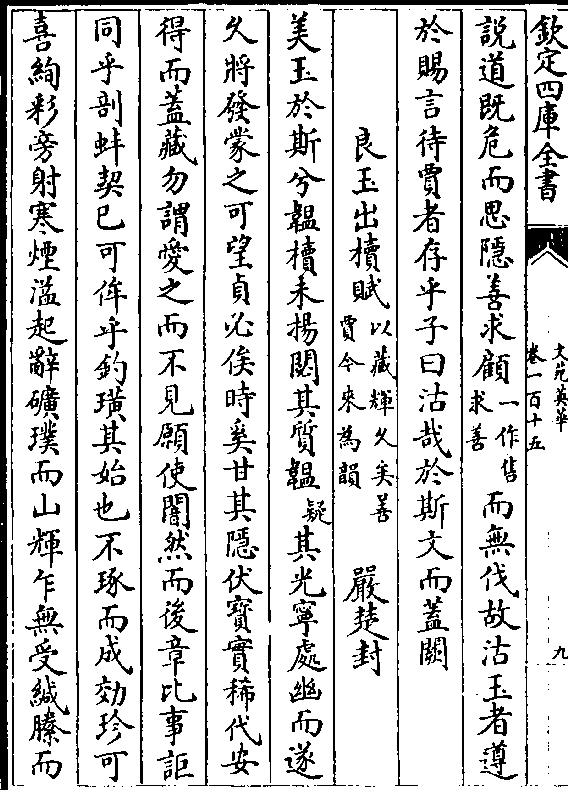 欽定四庫全書
文苑英華
卷一百十五
九
説道既危而思隱善求顧一作售求善而無伐故沽玉者遵
於賜言待賈者存乎子曰沽哉於斯文而蓋闕
良玉出櫝賦以藏輝久矣善賈今來為韻 嚴楚封
美玉於斯兮韞櫝未揚閟其質韞疑其光寧處幽而遂
久將發蒙之可望貞必俟時奚甘其隱伏寳實稀代安
得而蓋藏勿謂愛之而不見願使闇然而後章比事詎
同乎剖蚌契已可侔乎釣璜其始也不琢而成効珍可
喜絢彩旁射寒煙滥起辭礦璞而山輝乍無受緘縢而